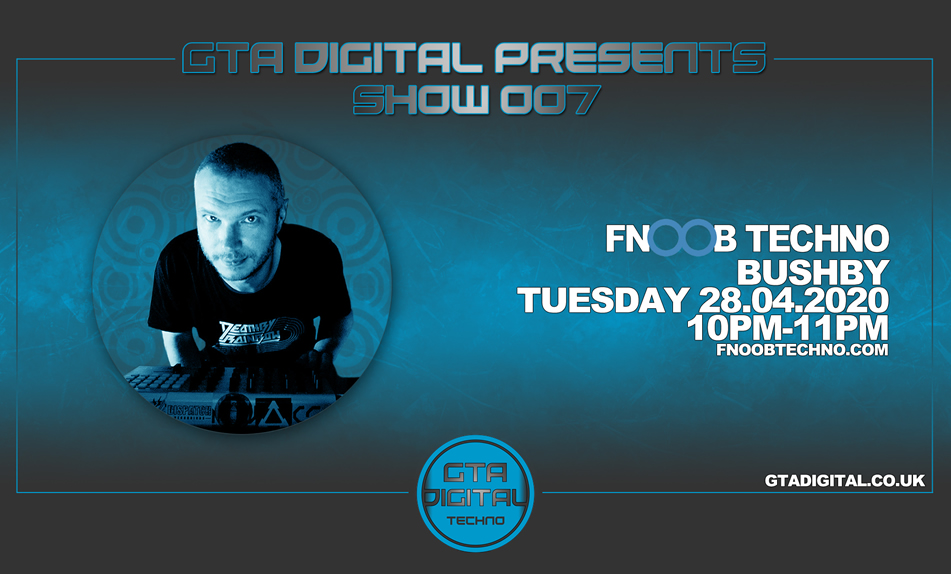 GTA DIGITAL PRESENTS
SHOW 007
FNOOB TECHNO
BUSHBY
TUESDAY 28.04.2020
10PM-11PM
FNOOBTECHNO.COM
GTADIGITAL.CO.UK
GTA
DIGITAL
TECHNO